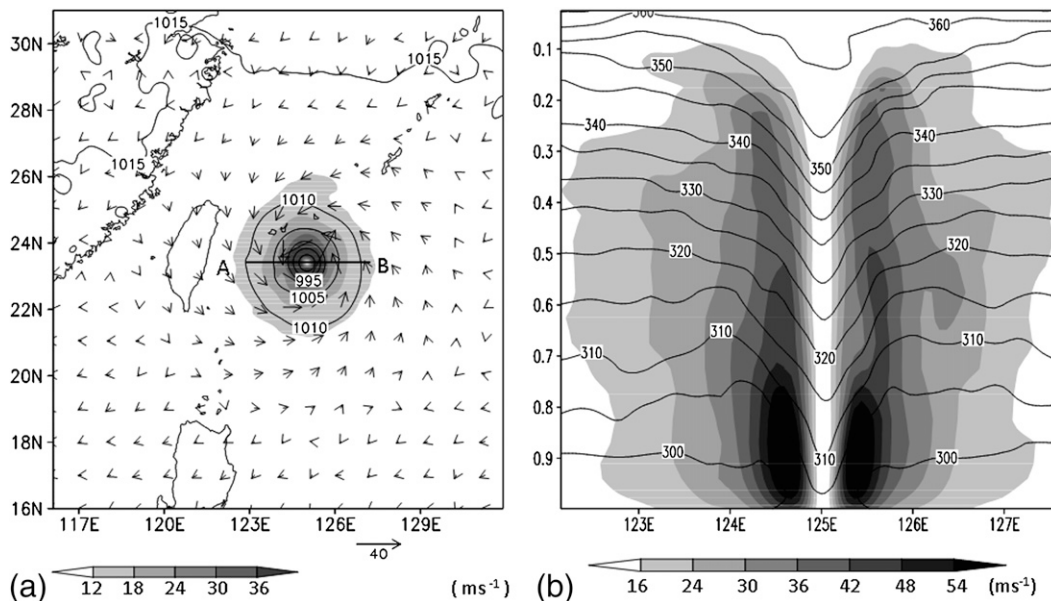 1015
30N
1015
360
360
0.1
350
28N
0.2
340
340
1015
0.3
350
26N
330
330
0.4
1010
24N
A
B
0.5
320
320
995
22N
1005
0.6
1010
310
310
20N
0.7
320
18N
0.8
300
310
300
0.9
16N
117E 120E 123E 126E 129E
123E 124E 125E 126E 127E
40
(a)
12 18 24 30 36
(ms⁻¹)
(b)
16 24 30 36 42 48 54
(ms⁻¹)